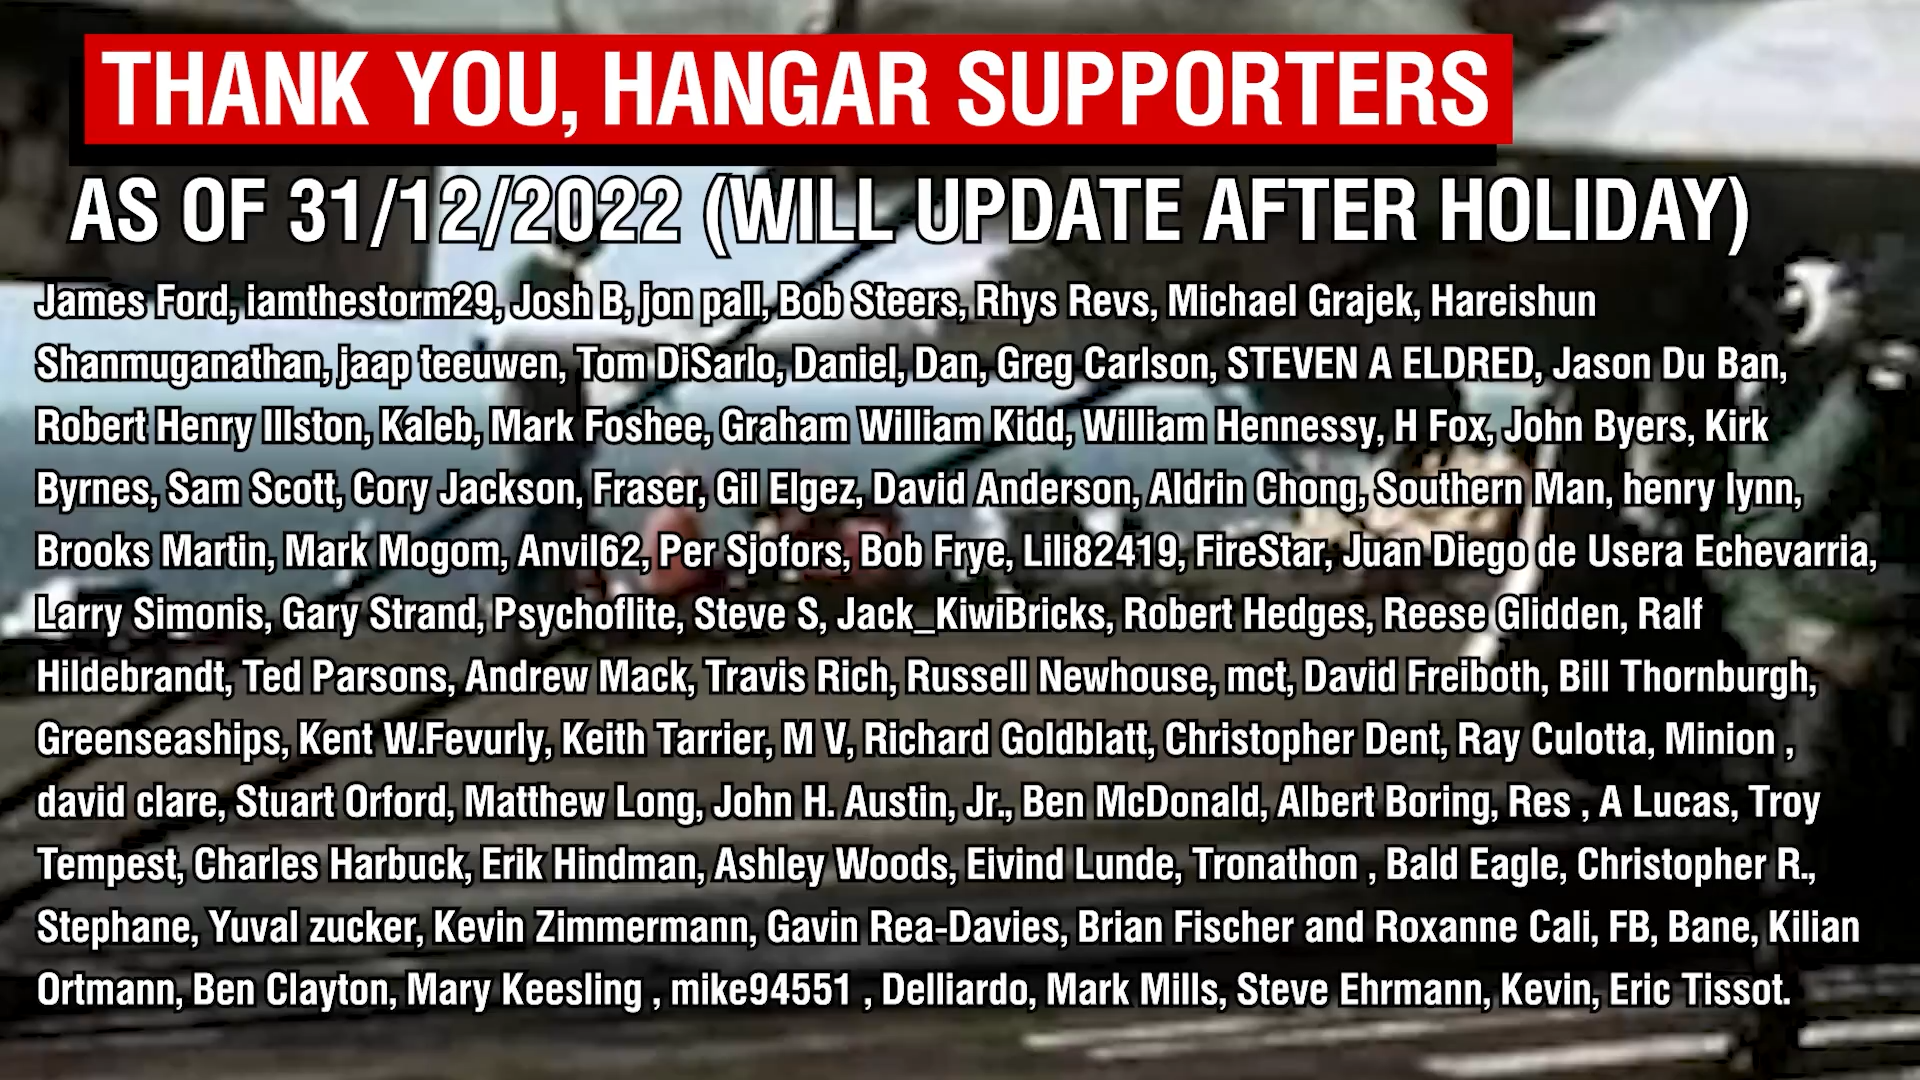 THANK YOU, HANGAR SUPPORTERS
AS OF 31/12/2022 (WILL UPDATE AFTER HOLIDAY)
James Ford, iamthestorm29, Josh B, jon pall, Bob Steers, Rhys Revs, Michael Grajek, Hareishun
Shanmuganathan, jaap teeuwen, Tom DiSarlo, Daniel, Dan, Greg Carlson, STEVEN A ELDRED, Jason Du Ban,
Robert Henry Illston, Kaleb, Mark Foshee, Graham William Kidd, William Hennessy, H Fox, John Byers, Kirk
Byrnes, Sam Scott, Cory Jackson, Fraser, Gil Elgez, David Anderson, Aldrin Chong, Southern Man, henry lynn,
Brooks Martin, Mark Mogom, Anvil62, Per Sjofors, Bob Frye, Lili82419, FireStar, Juan Diego de Usera Echevarria,
Larry Simonis, Gary Strand, Psychoflite, Steve S, Jack_KiwiBricks, Robert Hedges, Reese Glidden, Ralf
Hildebrandt, Ted Parsons, Andrew Mack, Travis Rich, Russell Newhouse, mct, David Freiboth, Bill Thornburgh,
Greenseaships, Kent W.Fevurly, Keith Tarrier, M V, Richard Goldblatt, Christopher Dent, Ray Culotta, Minion ,
david clare, Stuart Orford, Matthew Long, John H. Austin, Jr., Ben McDonald, Albert Boring, Res , A Lucas, Troy
Tempest, Charles Harbuck, Erik Hindman, Ashley Woods, Eivind Lunde, Tronathon , Bald Eagle, Christopher R.,
Stephane, Yuval zucker, Kevin Zimmermann, Gavin Rea-Davies, Brian Fischer and Roxanne Cali, FB, Bane, Kilian
Ortmann, Ben Clayton, Mary Keesling , mike94551 , Delliardo, Mark Mills, Steve Ehrmann, Kevin, Eric Tissot.